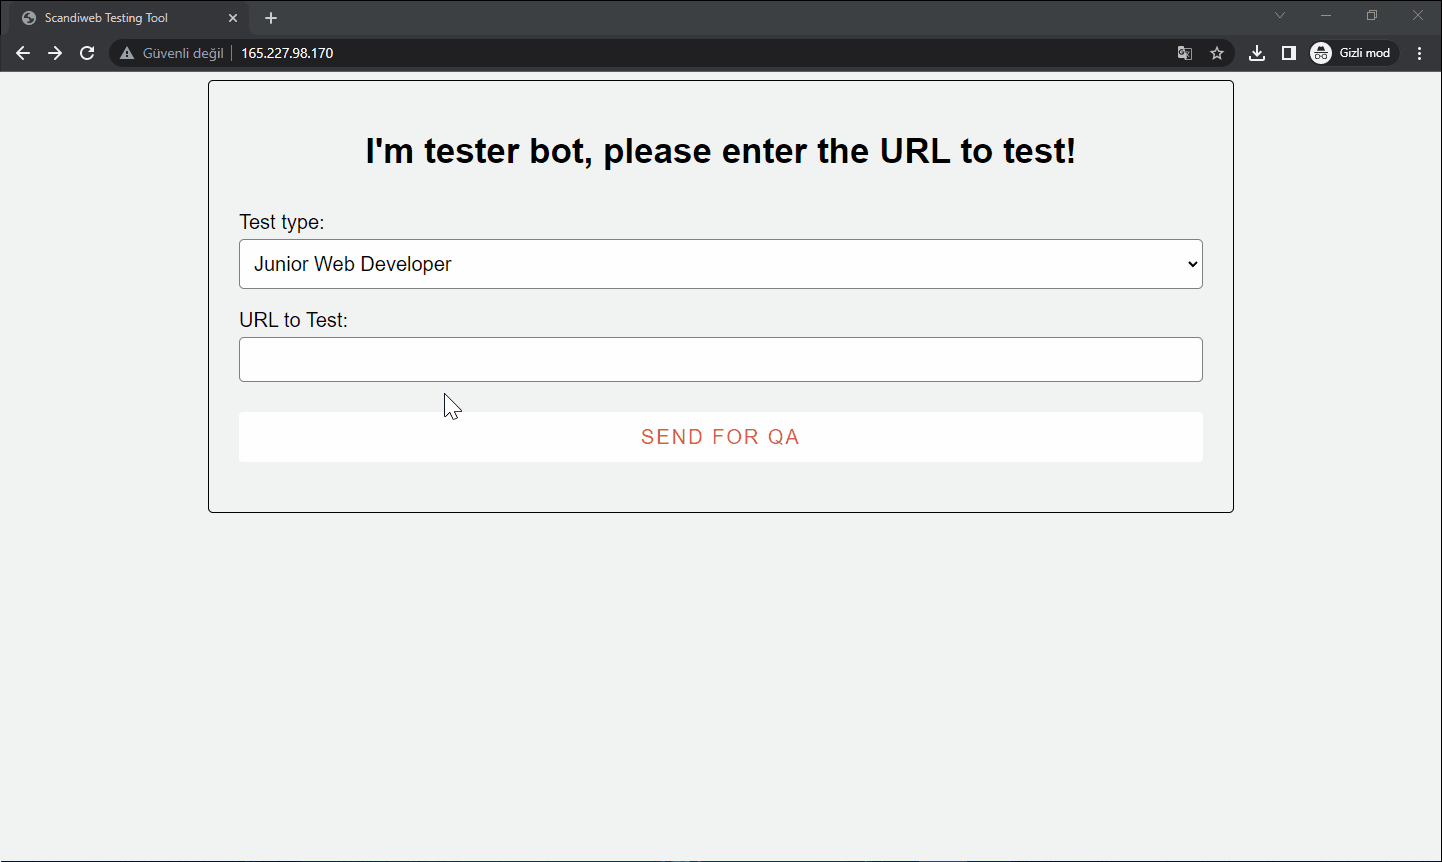 Scandiweb Testing Tool
Güvenli değil 165.227.98.170
Gizli mod
I'm tester bot, please enter the URL to test!
Test type:
Junior Web Developer
URL to Test:
SEND FOR QA